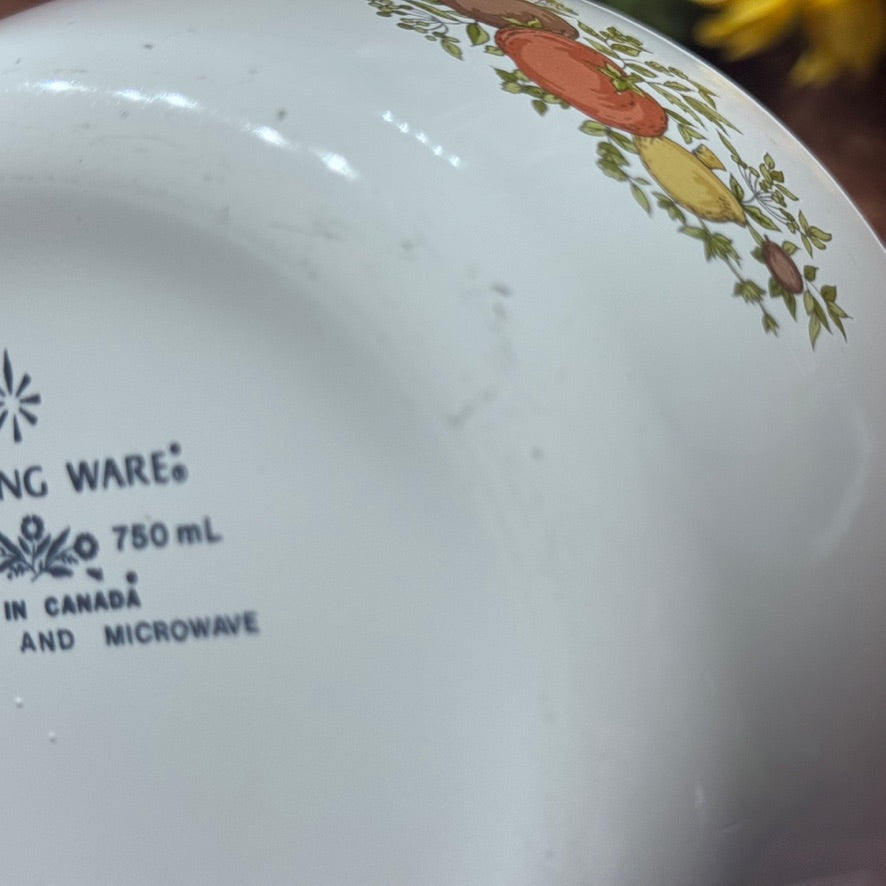 NG WARE®
750 mL
IN CANADA
AND MICROWAVE